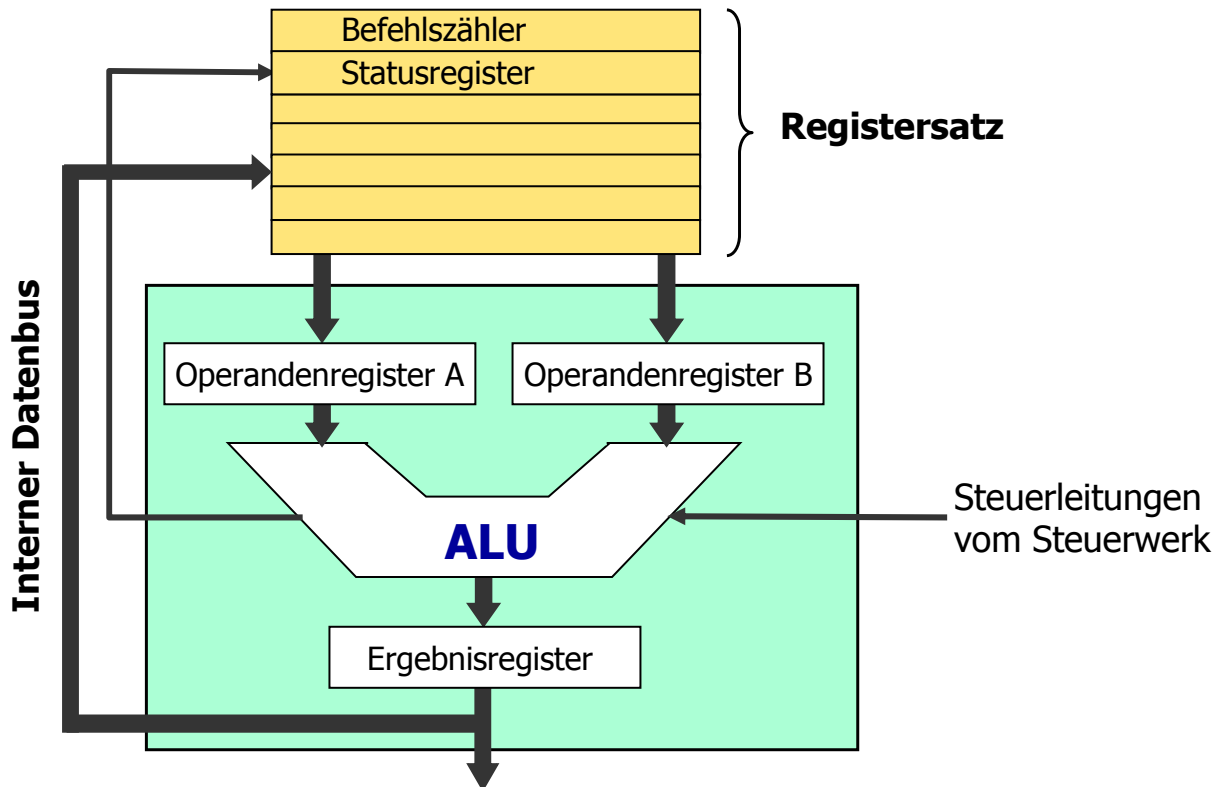 Befehlszähler
Statusregister
Registersatz
Interner Datenbus
Operandenregister A
Operandenregister B
ALU
Steuerleitungen
vom Steuerwerk
Ergebnisregister